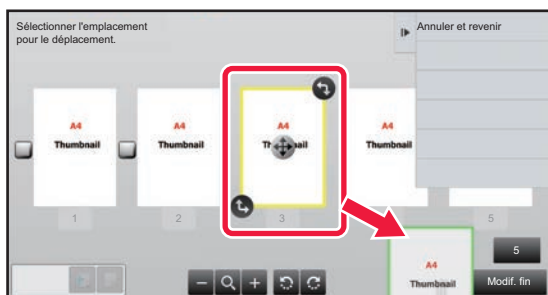 Sélectionner l'emplacement
pour le déplacement.
Annuler et revenir
A4
Thumbnail
A4
Thumbnail
A4
Thumbnail
A4
Thumbnail
1
2
3
5
A4
Thumbnail
5
Modif. fin